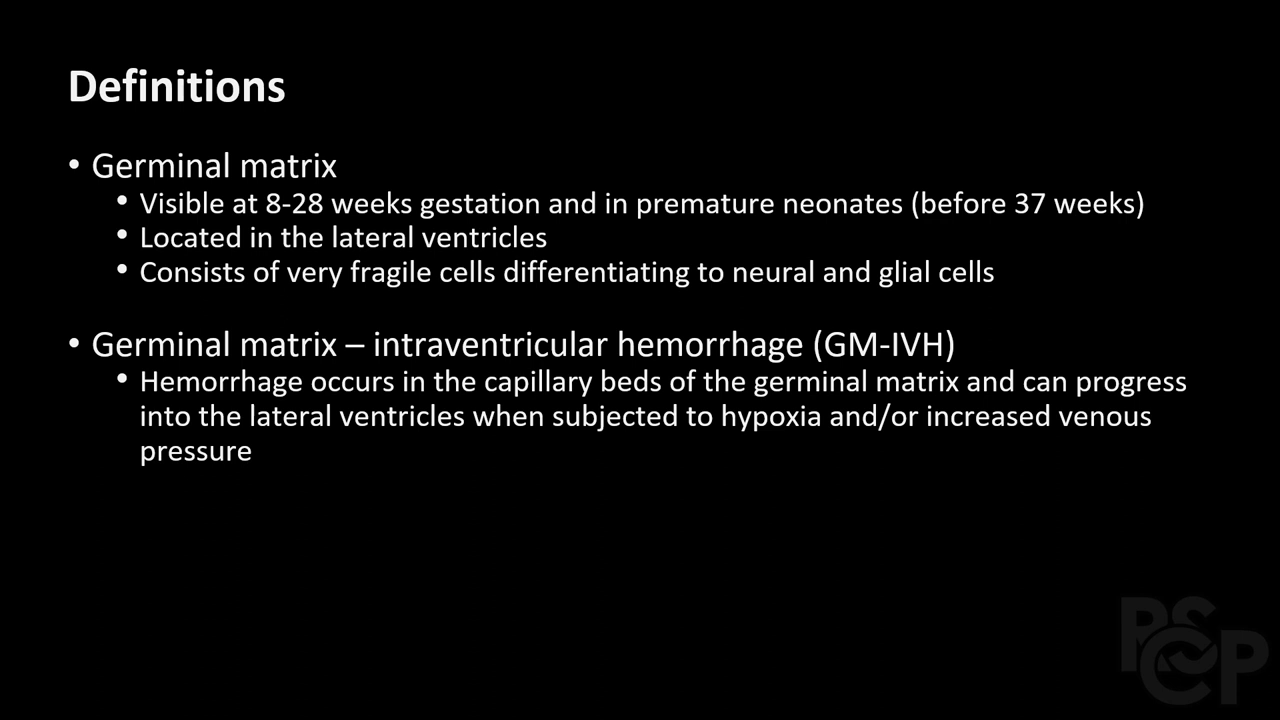 Definitions
• Germinal matrix
• Visible at 8-28 weeks gestation and in premature neonates (before 37 weeks)
• Located in the lateral ventricles
• Consists of very fragile cells differentiating to neural and glial cells
• Germinal matrix – intraventricular hemorrhage (GM-IVH)
• Hemorrhage occurs in the capillary beds of the germinal matrix and can progress
into the lateral ventricles when subjected to hypoxia and/or increased venous
pressure
PSCP